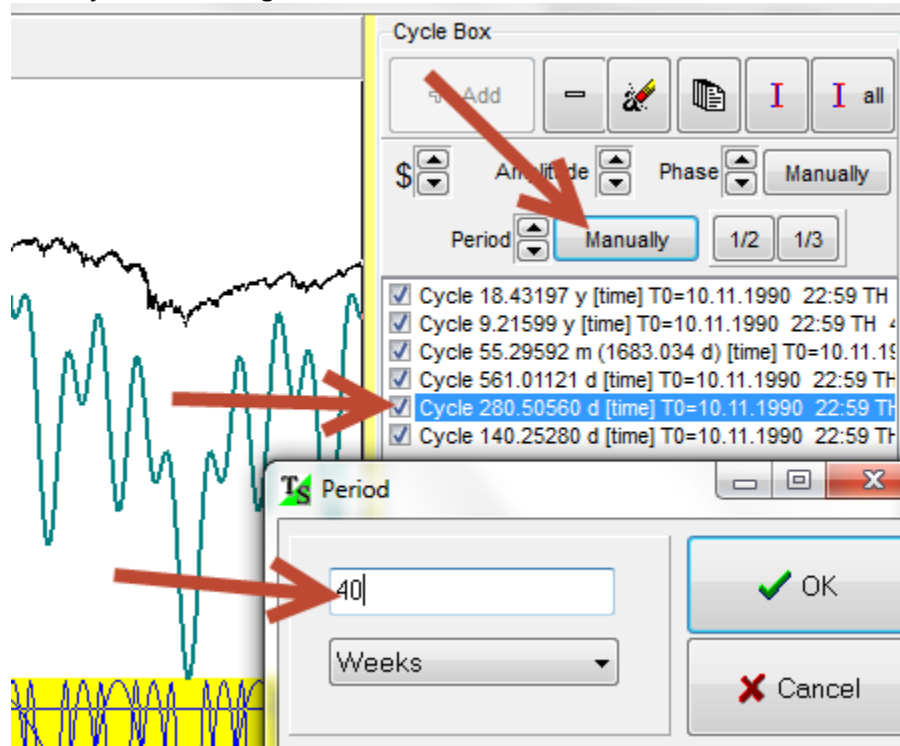 Cycle Box
Add
I
I all
$ Amplitude Phase Manually
Period Manually 1/2 1/3
Cycle 18.43197 y [time] T0=10.11.1990 22:59 TH
Cycle 9.21599 y [time] T0=10.11.1990 22:59 TH
Cycle 55.29592 m (1683.034 d) [time] T0=10.11.19
Cycle 561.01121 d [time] T0=10.11.1990 22:59 TH
Cycle 280.50560 d [time] T0=10.11.1990 22:59 TH
Cycle 140.25280 d [time] T0=10.11.1990 22:59 TH
TS Period
40
OK
Weeks
Cancel